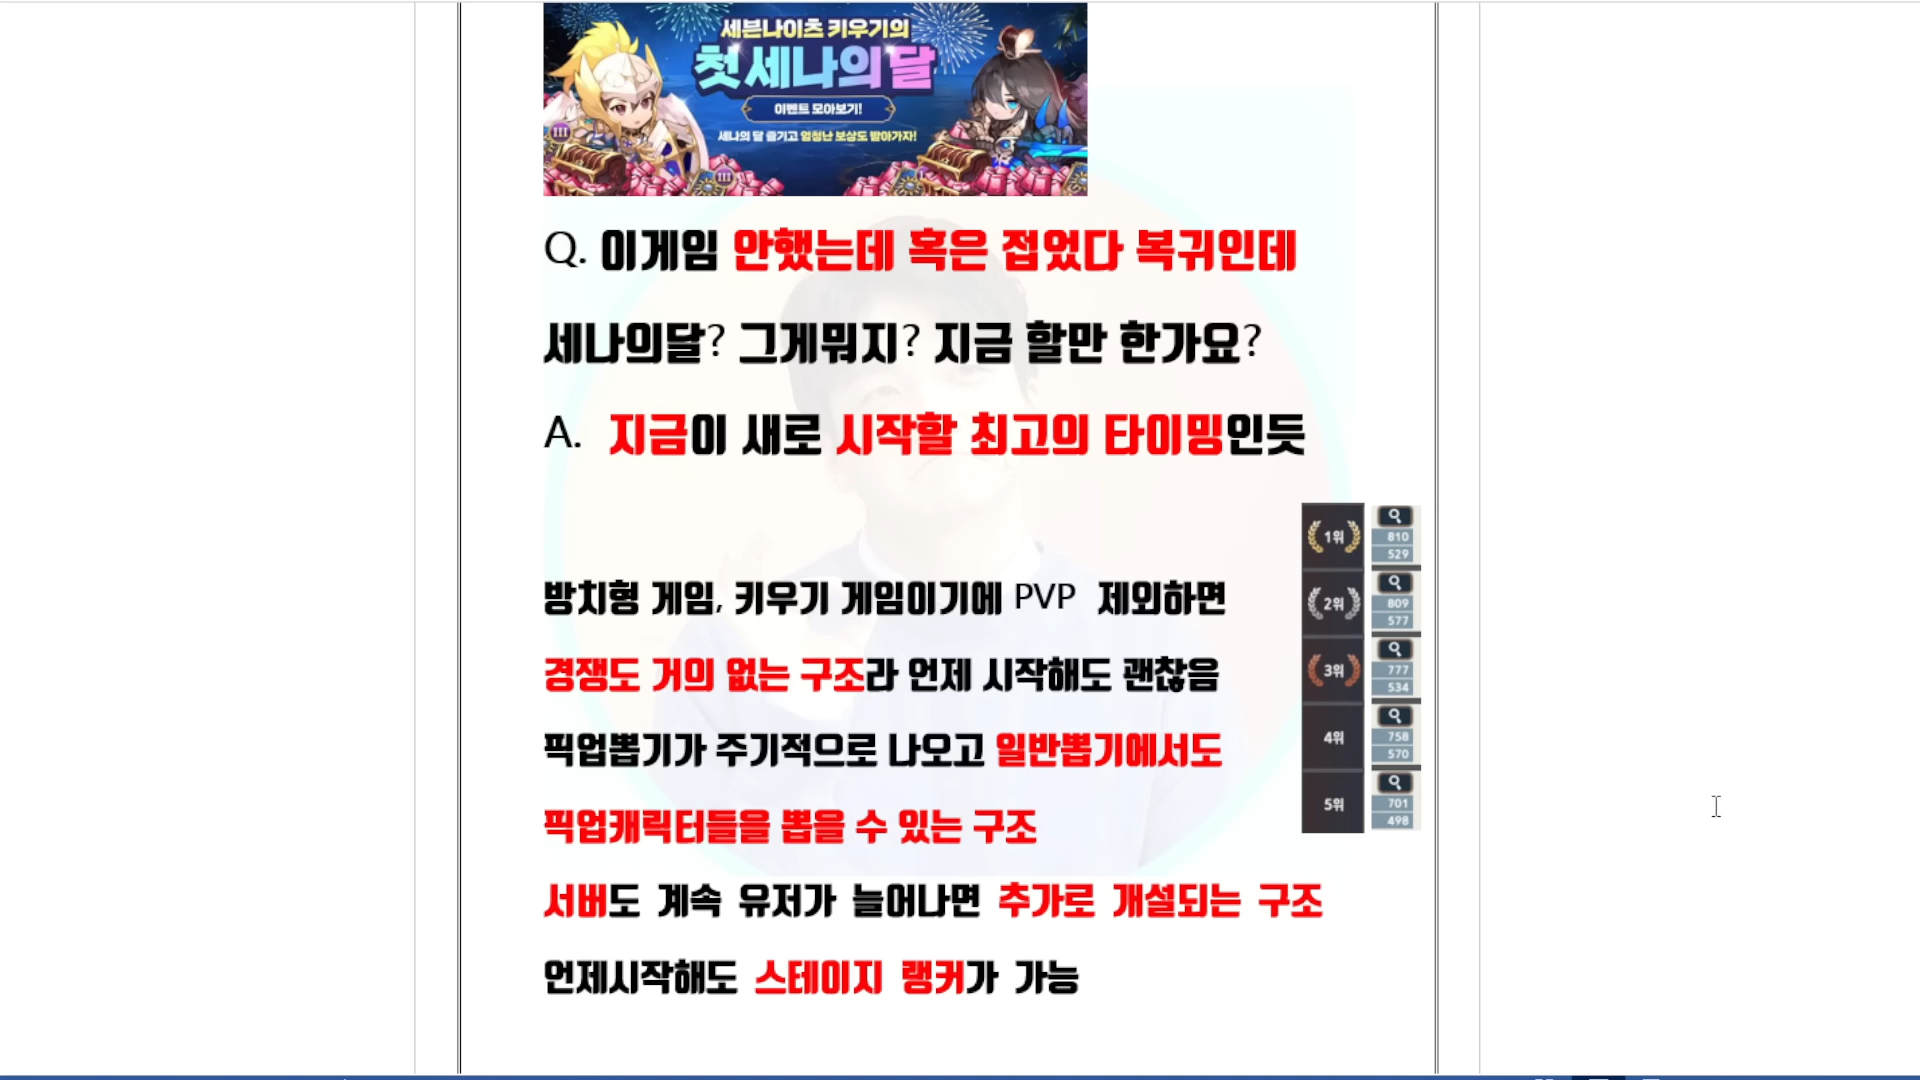 세븐나이츠 키우기의
첫 세나의 달
이벤트 모아보기!
세나의 달 즐기고 엄청난 보상도 받아가자!
III
III
Q. 이게임 안했는데 혹은 접었다 복귀인데
세나의달? 그게뭐지? 지금 할만 한가요?
A. 지금이 새로 시작할 최고의 타이밍인듯
방치형 게임, 키우기 게임이기에 PVP 제외하면
경쟁도 거의 없는 구조라 언제 시작해도 괜찮음
픽업뽑기가 주기적으로 나오고 일반뽑기에서도
픽업캐릭터들을 뽑을 수 있는 구조
서버도 계속 유저가 늘어나면 추가로 개설되는 구조
언제시작해도 스테이지 랭커가 가능
1위
810
529
2위
809
577
3위
777
534
4위
758
570
5위
701
498